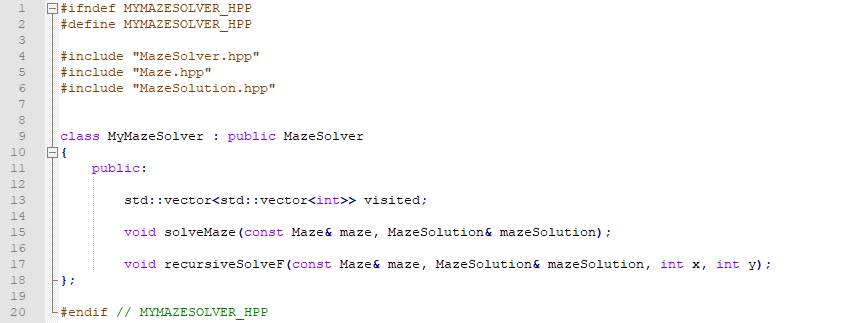 1 #ifndef MYMAZESOLVER_HPP
2 #define MYMAZESOLVER_HPP
3
4 #include "MazeSolver.hpp"
5 #include "Maze.hpp"
6 #include "MazeSolution.hpp"
7
8
9 class MyMazeSolver : public MazeSolver
10 {
11     public:
12
13         std::vector<std::vector<int>> visited;
14
15         void solveMaze(const Maze& maze, MazeSolution& mazeSolution);
16
17         void recursiveSolveF(const Maze& maze, MazeSolution& mazeSolution, int x, int y);
18 };
19
20 #endif // MYMAZESOLVER_HPP